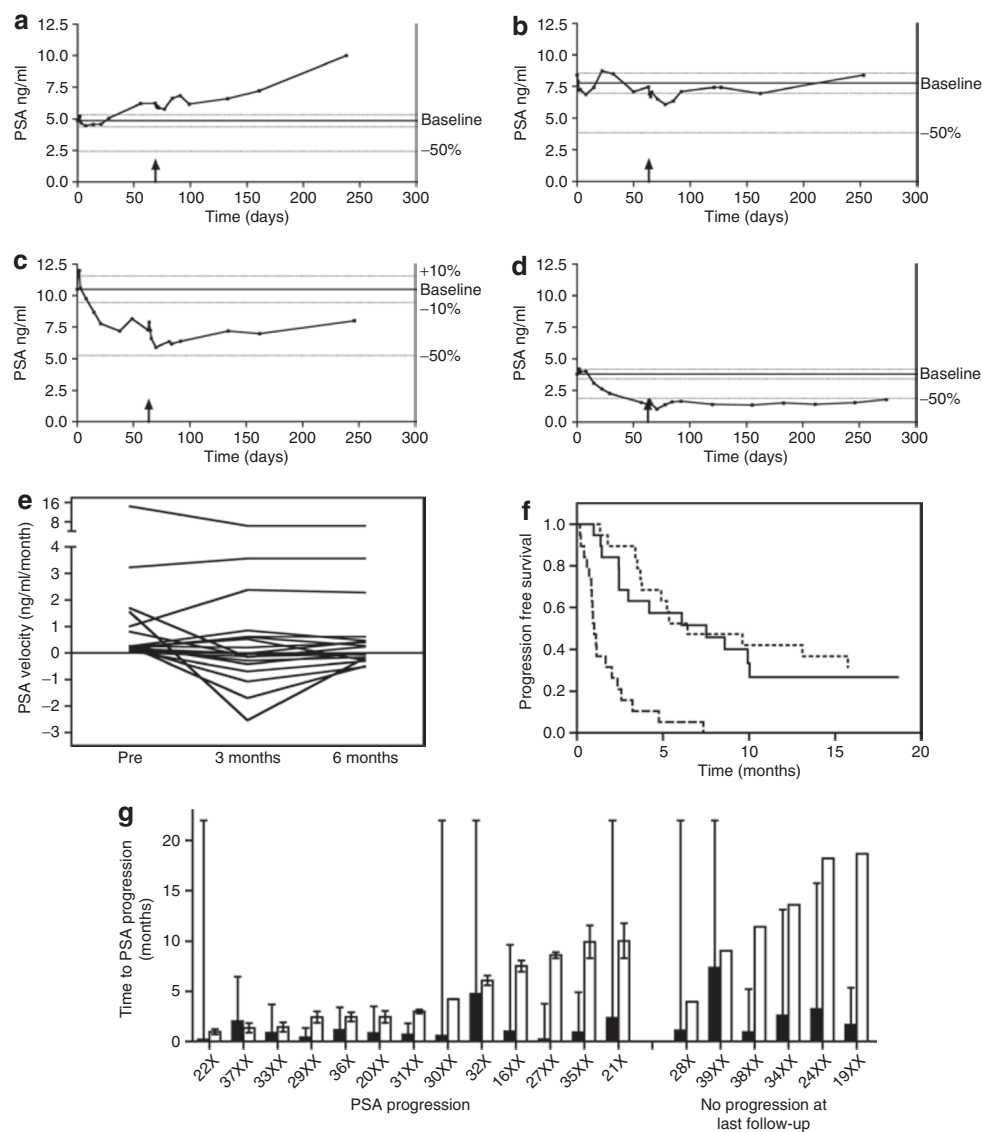 a
12.5
10.0
7.5
5.0
2.5
0.0
PSA ng/ml
Baseline
−50%
0 50 100 150 200 250 300
Time (days)
b
12.5
10.0
7.5
5.0
2.5
0.0
PSA ng/ml
Baseline
−50%
0 50 100 150 200 250 300
Time (days)
c
12.5
10.0
7.5
5.0
2.5
0.0
PSA ng/ml
+10%
Baseline
−10%
−50%
0 50 100 150 200 250 300
Time (days)
d
12.5
10.0
7.5
5.0
2.5
0.0
PSA ng/ml
Baseline
−50%
0 50 100 150 200 250 300
Time (days)
e
16
8
4
3
2
1
0
−1
−2
−3
PSA velocity (ng/ml/month)
Pre 3 months 6 months
f
1.0
0.8
0.6
0.4
0.2
0.0
Progression free survival
0 5 10 15 20
Time (months)
g
20
15
10
5
0
Time to PSA progression
(months)
22X 37XX 33XX 29XX 36X 20XX 31XX 30XX 32X 16XX 27XX 35XX 21X 28X 39XX 38XX 34XX 24XX 19XX
PSA progression
No progression at
last follow-up